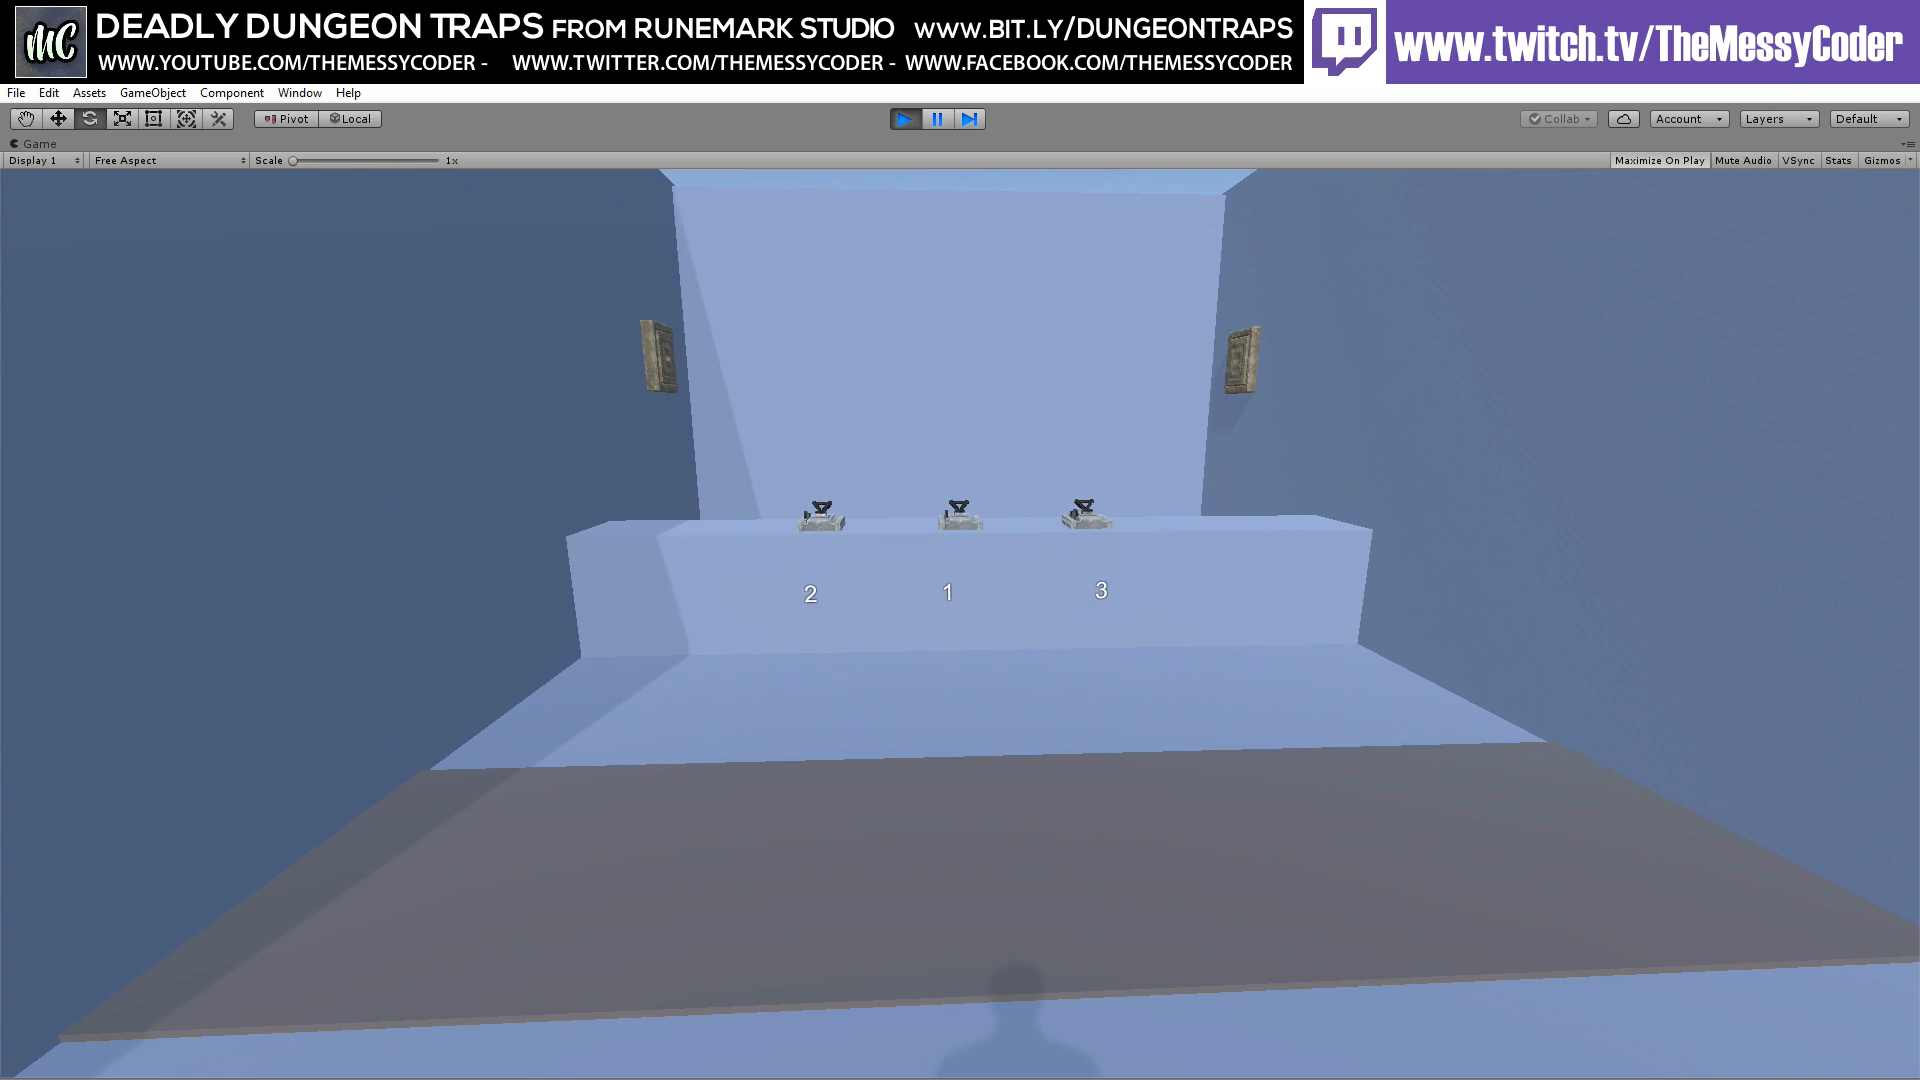 MC
DEADLY DUNGEON TRAPS FROM RUNEMARK STUDIO WWW.BIT.LY/DUNGEONTRAPS
WWW.YOUTUBE.COM/THEMESSYCODER - WWW.TWITTER.COM/THEMESSYCODER - WWW.FACEBOOK.COM/THEMESSYCODER
www.twitch.tv/TheMessyCoder
File Edit Assets GameObject Component Window Help
Pivot Local Collab Account Layers Default
Game
Display 1 Free Aspect Scale 1x Maximize On Play Mute Audio VSync Stats Gizmos
2 1 3